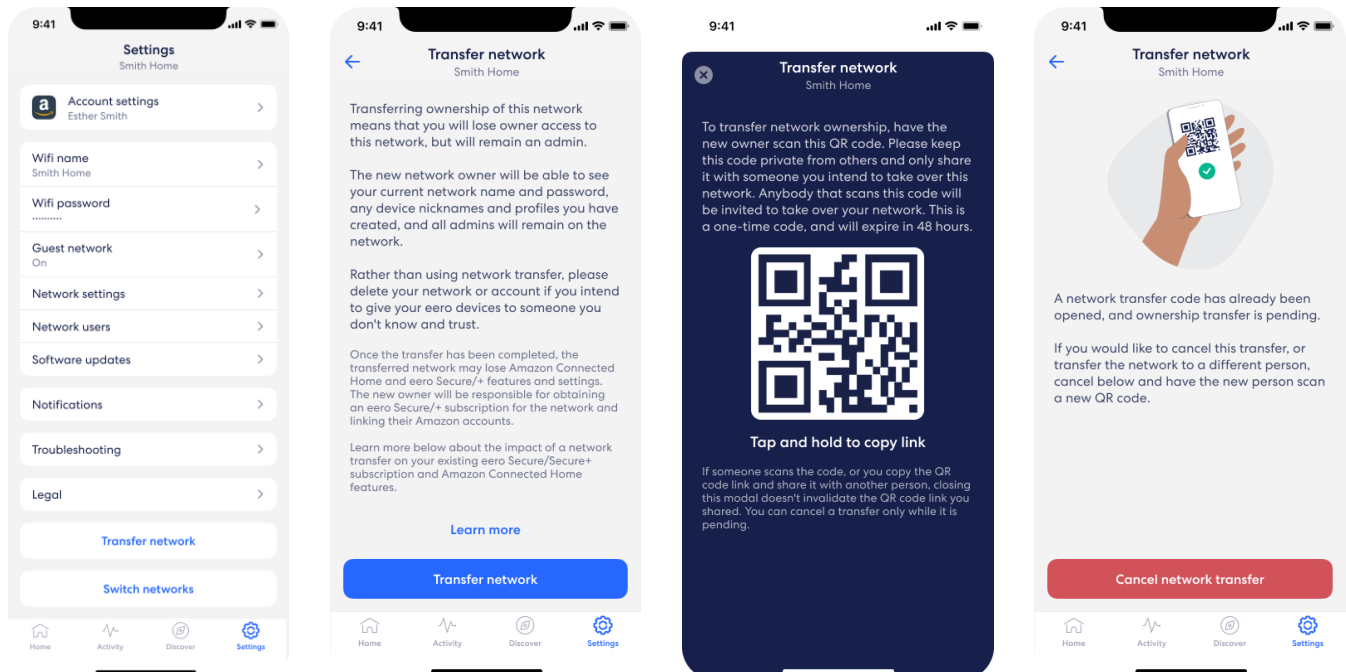 9:41
Settings
Smith Home
a
Account settings
Esther Smith
Wifi name
Smith Home
Wifi password
··········
Guest network
On
Network settings
Network users
Software updates
Notifications
Troubleshooting
Legal
Transfer network
Switch networks
Home Activity Discover Settings
9:41
Transfer network
Smith Home
Transferring ownership of this network
means that you will lose owner access to
this network, but will remain an admin.
The new network owner will be able to see
your current network name and password,
any device nicknames and profiles you have
created, and all admins will remain on the
network.
Rather than using network transfer, please
delete your network or account if you intend
to give your eero devices to someone you
don't know and trust.
Once the transfer has been completed, the
transferred network may lose Amazon Connected
Home and eero Secure/+ features and settings.
The new owner will be responsible for obtaining
an eero Secure/+ subscription for the network and
linking their Amazon accounts.
Learn more below about the impact of a network
transfer on your existing eero Secure/Secure+
subscription and Amazon Connected Home
features.
Learn more
Transfer network
Home Activity Discover Settings
9:41
Transfer network
Smith Home
To transfer network ownership, have the
new owner scan this QR code. Please keep
this code private from others and only share
it with someone you intend to take over this
network. Anybody that scans this code will
be invited to take over your network. This is
a one-time code, and will expire in 48 hours.
Tap and hold to copy link
If someone scans the code, or you copy the QR
code link and share it with another person, closing
this modal doesn't invalidate the QR code link you
shared. You can cancel a transfer only while it is
pending.
9:41
Transfer network
Smith Home
A network transfer code has already been
opened, and ownership transfer is pending.
If you would like to cancel this transfer, or
transfer the network to a different person,
cancel below and have the new person scan
a new QR code.
Cancel network transfer
Home Activity Discover Settings